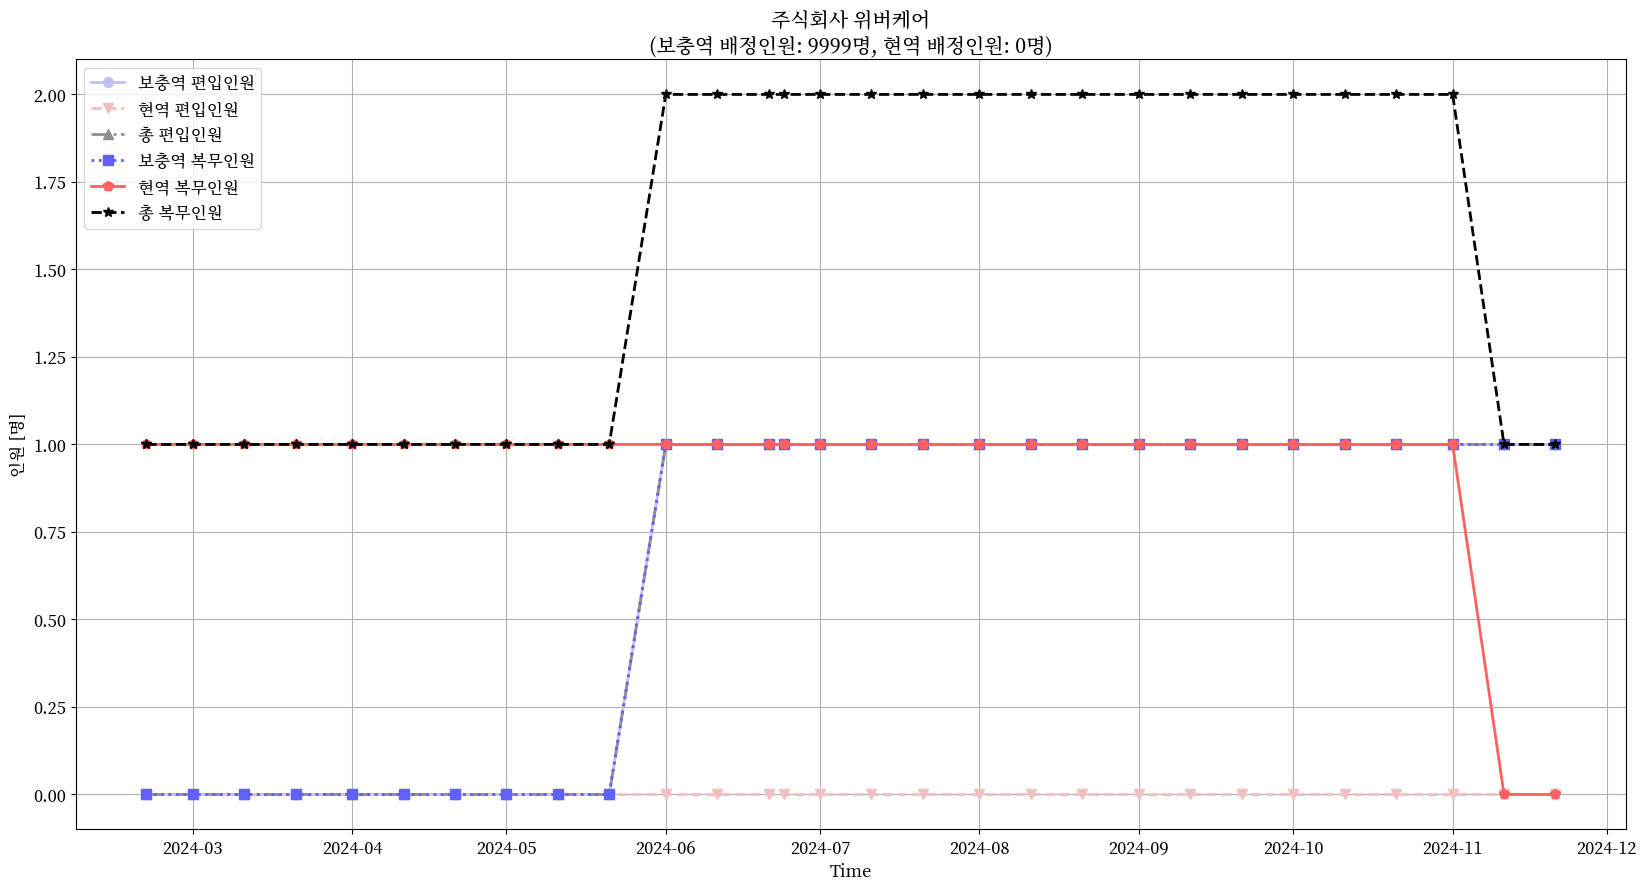 주식회사 위버케어
(보충역 배정인원: 9999명, 현역 배정인원: 0명)
보충역 편입인원
현역 편입인원
총 편입인원
보충역 복무인원
현역 복무인원
총 복무인원
2.00
1.75
1.50
1.25
1.00
0.75
0.50
0.25
0.00
인원 [명]
2024-03 2024-04 2024-05 2024-06 2024-07 2024-08 2024-09 2024-10 2024-11 2024-12
Time